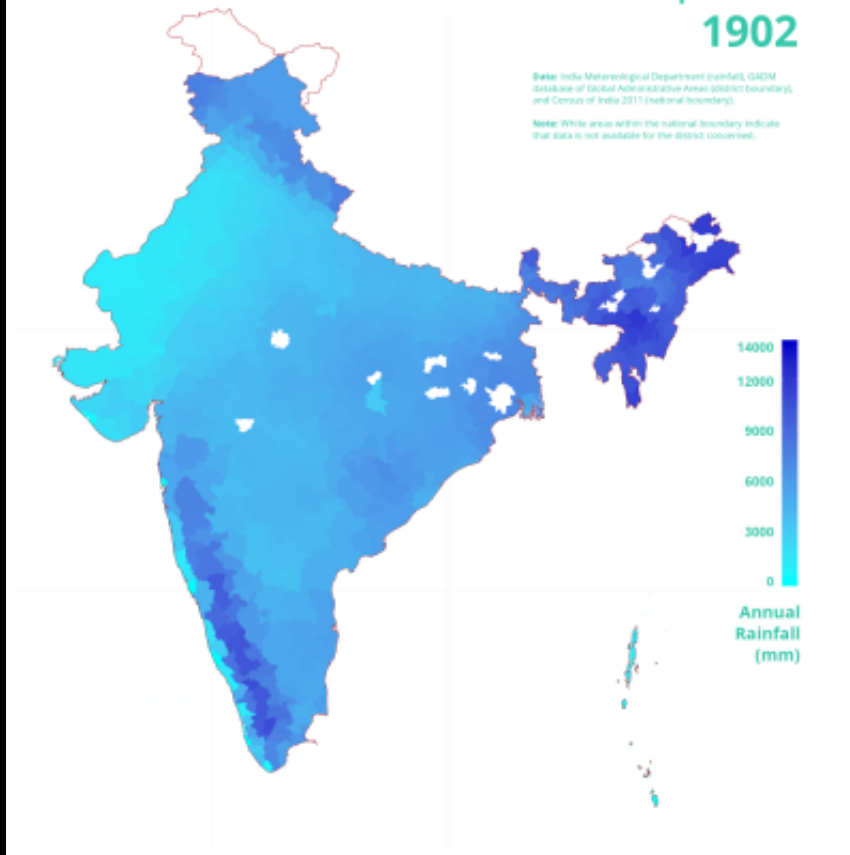 1902
Data: India Metereological Department (rainfall), GADM
database of Global Administrative Areas (district boundary),
and Census of India 2011 (national boundary).
Note: White areas within the national boundary indicate
that data is not available for the district concerned.
14000
12000
9000
6000
3000
0
Annual
Rainfall
(mm)